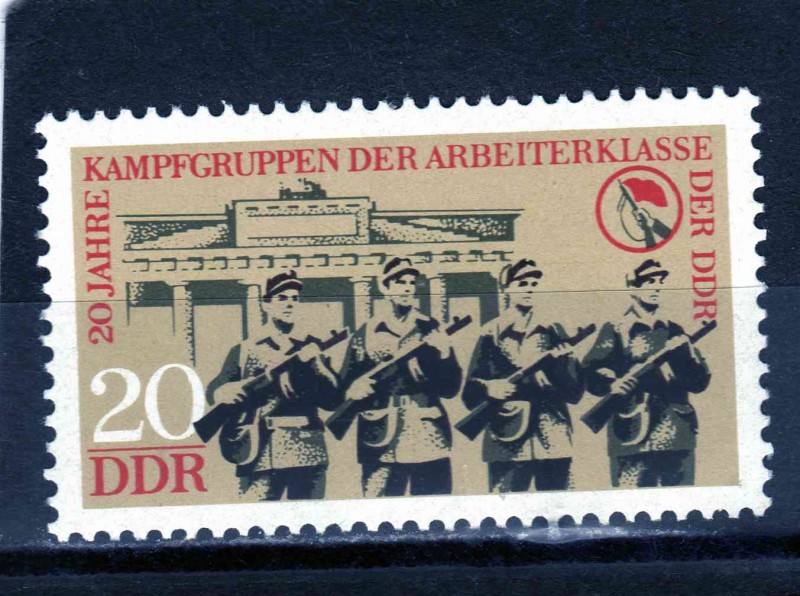 20 JAHRE
KAMPFGRUPPEN DER ARBEITERKLASSE
DER DDR
20
DDR